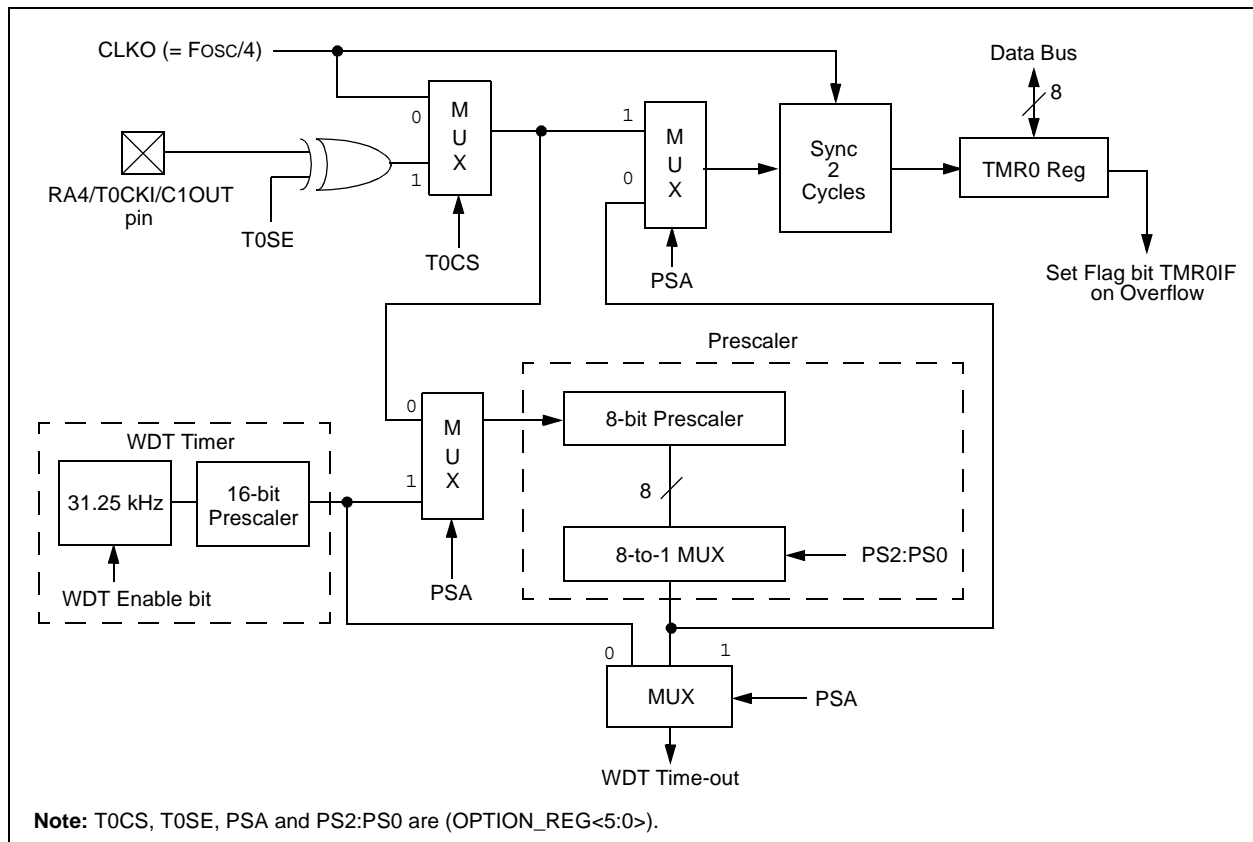 CLKO (= FOSC/4)
Data Bus
8
M
U
X
0
1
RA4/T0CKI/C1OUT
pin
T0SE
T0CS
1
0
M
U
X
PSA
Sync
2
Cycles
TMR0 Reg
Set Flag bit TMR0IF
on Overflow
Prescaler
0
1
M
U
X
PSA
8-bit Prescaler
8
8-to-1 MUX
PS2:PS0
WDT Timer
31.25 kHz
16-bit
Prescaler
WDT Enable bit
0
1
MUX
PSA
WDT Time-out
Note: T0CS, T0SE, PSA and PS2:PS0 are (OPTION_REG<5:0>).